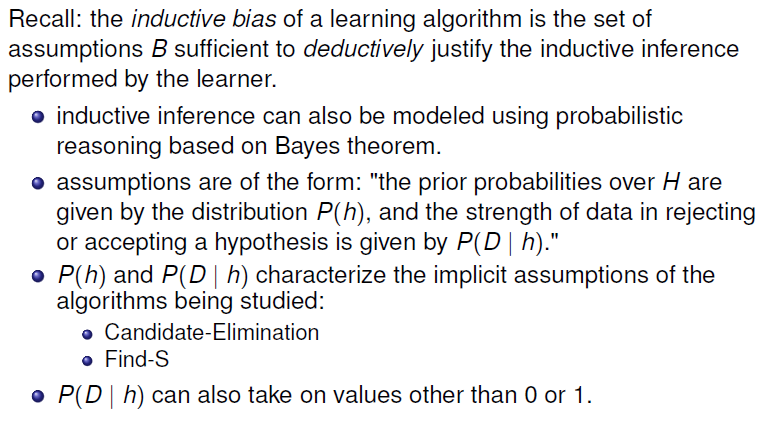 Recall: the inductive bias of a learning algorithm is the set of
assumptions B sufficient to deductively justify the inductive inference
performed by the learner.
inductive inference can also be modeled using probabilistic
reasoning based on Bayes theorem.
assumptions are of the form: "the prior probabilities over H are
given by the distribution P(h), and the strength of data in rejecting
or accepting a hypothesis is given by P(D | h)."
P(h) and P(D | h) characterize the implicit assumptions of the
algorithms being studied:
Candidate-Elimination
Find-S
P(D | h) can also take on values other than 0 or 1.